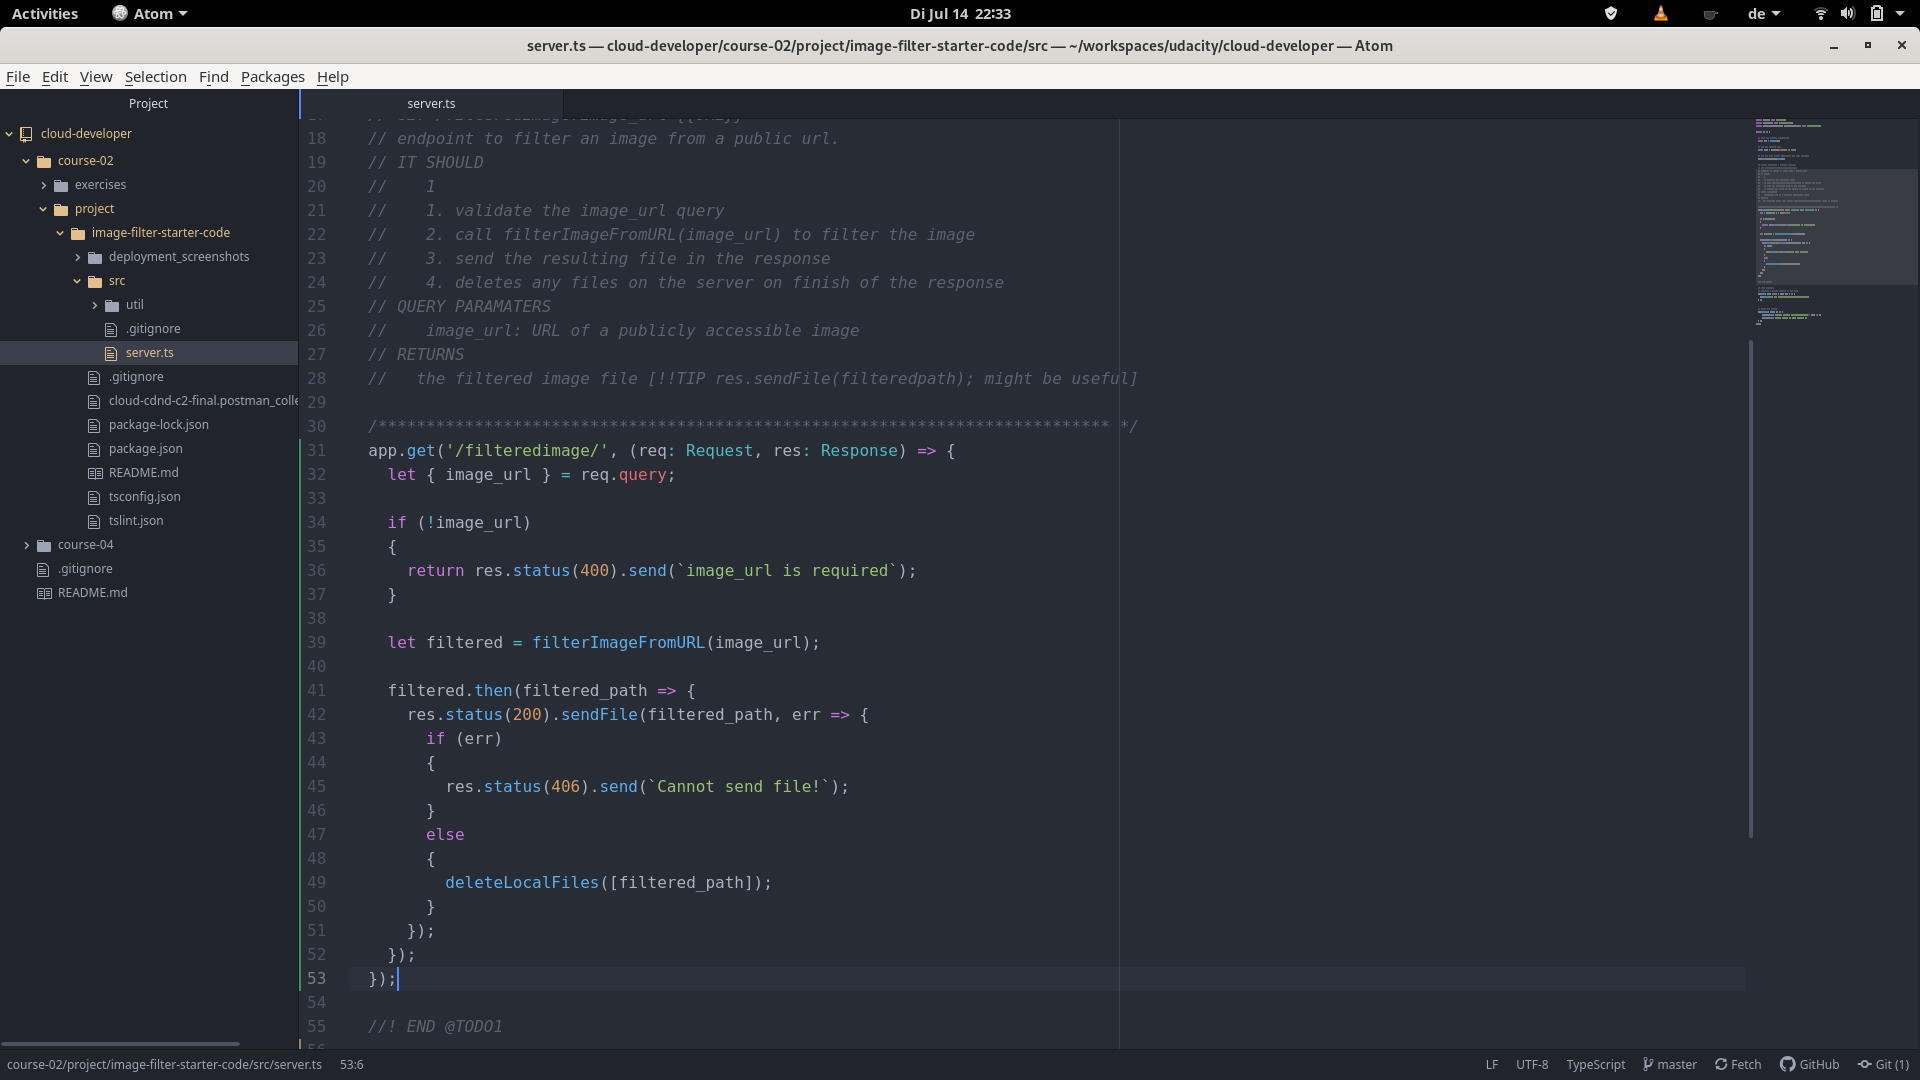 Activities
Atom
Di Jul 14 22:33
de
server.ts — cloud-developer/course-02/project/image-filter-starter-code/src — ~/workspaces/udacity/cloud-developer — Atom
File Edit View Selection Find Packages Help
Project
cloud-developer
course-02
exercises
project
image-filter-starter-code
deployment_screenshots
src
util
.gitignore
server.ts
.gitignore
cloud-cdnd-c2-final.postman_colle
package-lock.json
package.json
README.md
tsconfig.json
tslint.json
course-04
.gitignore
README.md
server.ts
18 // endpoint to filter an image from a public url.
19 // IT SHOULD
20 //    1
21 //    1. validate the image_url query
22 //    2. call filterImageFromURL(image_url) to filter the image
23 //    3. send the resulting file in the response
24 //    4. deletes any files on the server on finish of the response
25 // QUERY PARAMATERS
26 //    image_url: URL of a publicly accessible image
27 // RETURNS
28 //   the filtered image file [!!TIP res.sendFile(filteredpath); might be useful]
29
30 /**************************************************************************** */
31 app.get('/filteredimage/', (req: Request, res: Response) => {
32   let { image_url } = req.query;
33
34   if (!image_url)
35   {
36     return res.status(400).send(`image_url is required`);
37   }
38
39   let filtered = filterImageFromURL(image_url);
40
41   filtered.then(filtered_path => {
42     res.status(200).sendFile(filtered_path, err => {
43       if (err)
44       {
45         res.status(406).send(`Cannot send file!`);
46       }
47       else
48       {
49         deleteLocalFiles([filtered_path]);
50       }
51     });
52   });
53 });
54
55 //! END @TODO1
course-02/project/image-filter-starter-code/src/server.ts 53:6
LF UTF-8 TypeScript master Fetch GitHub Git (1)